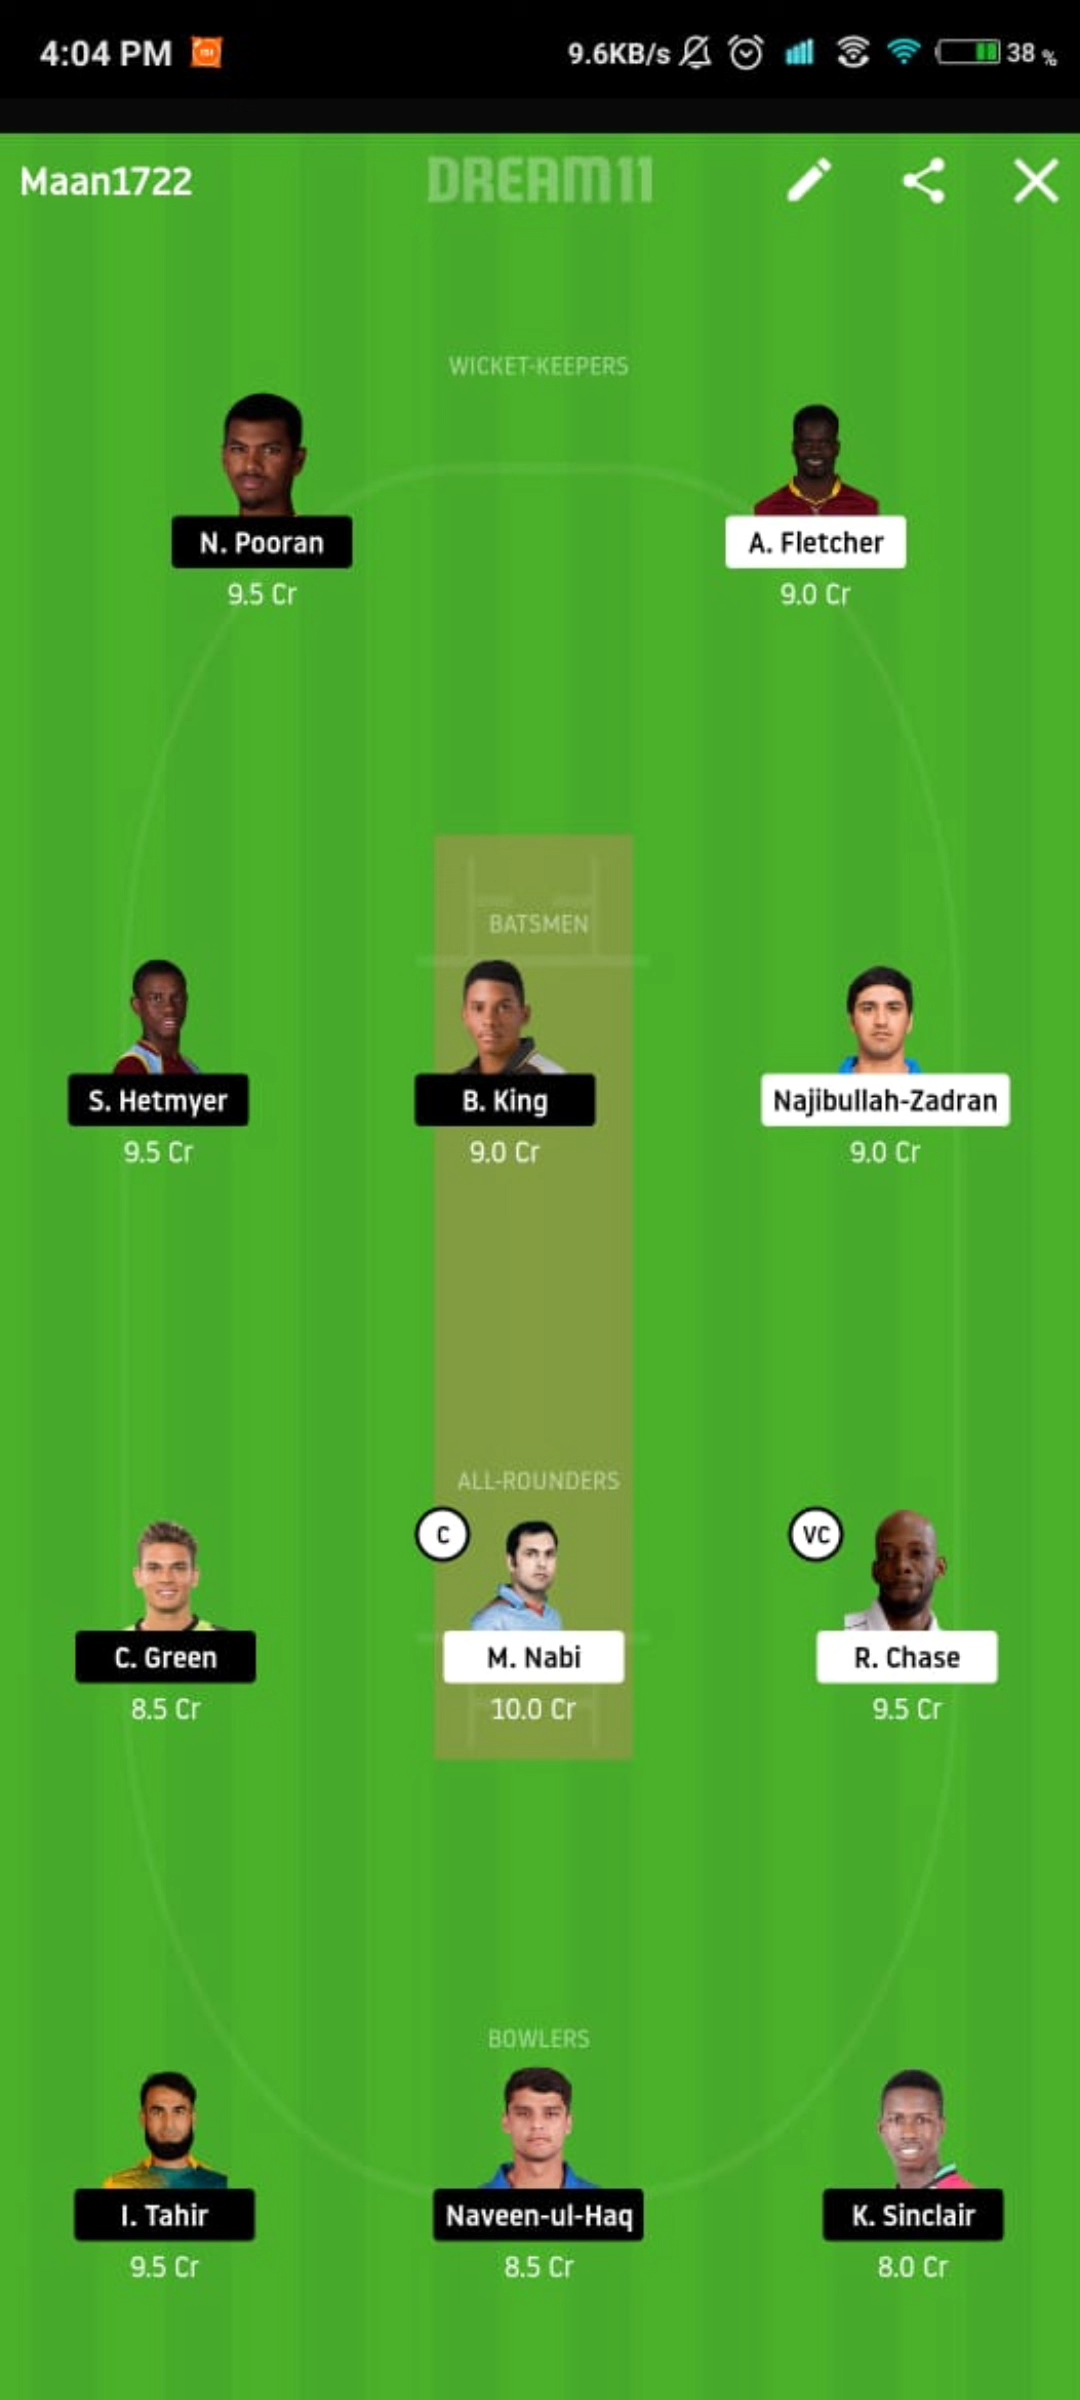 4:04 PM 9.6KB/s 38 %
Maan1722 DREAM11
WICKET-KEEPERS
N. Pooran A. Fletcher
9.5 Cr 9.0 Cr
BATSMEN
S. Hetmyer B. King Najibullah-Zadran
9.5 Cr 9.0 Cr 9.0 Cr
ALL-ROUNDERS
C VC
C. Green M. Nabi R. Chase
8.5 Cr 10.0 Cr 9.5 Cr
BOWLERS
I. Tahir Naveen-ul-Haq K. Sinclair
9.5 Cr 8.5 Cr 8.0 Cr